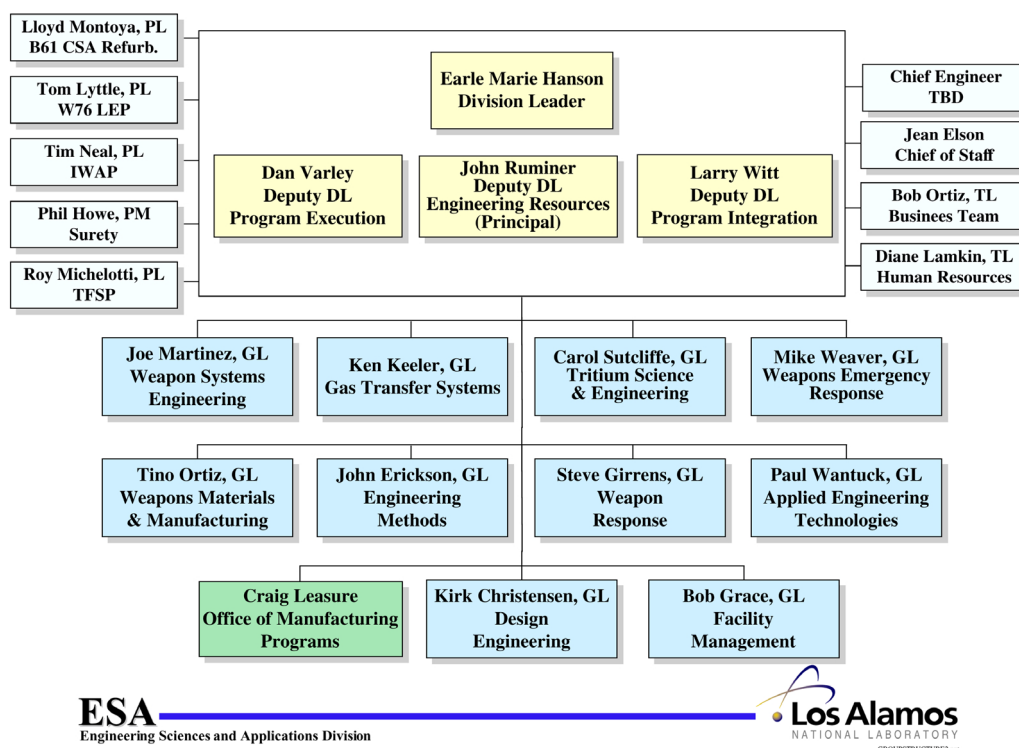 Lloyd Montoya, PL
B61 CSA Refurb.
Tom Lyttle, PL
W76 LEP
Tim Neal, PL
IWAP
Phil Howe, PM
Surety
Roy Michelotti, PL
TFSP
Earle Marie Hanson
Division Leader
Dan Varley
Deputy DL
Program Execution
John Ruminer
Deputy DL
Engineering Resources
(Principal)
Larry Witt
Deputy DL
Program Integration
Chief Engineer
TBD
Jean Elson
Chief of Staff
Bob Ortiz, TL
Businees Team
Diane Lamkin, TL
Human Resources
Joe Martinez, GL
Weapon Systems
Engineering
Ken Keeler, GL
Gas Transfer Systems
Carol Sutcliffe, GL
Tritium Science
& Engineering
Mike Weaver, GL
Weapons Emergency
Response
Tino Ortiz, GL
Weapons Materials
& Manufacturing
John Erickson, GL
Engineering
Methods
Steve Girrens, GL
Weapon
Response
Paul Wantuck, GL
Applied Engineering
Technologies
Craig Leasure
Office of Manufacturing
Programs
Kirk Christensen, GL
Design
Engineering
Bob Grace, GL
Facility
Management
ESA
Engineering Sciences and Applications Division
Los Alamos
NATIONAL LABORATORY